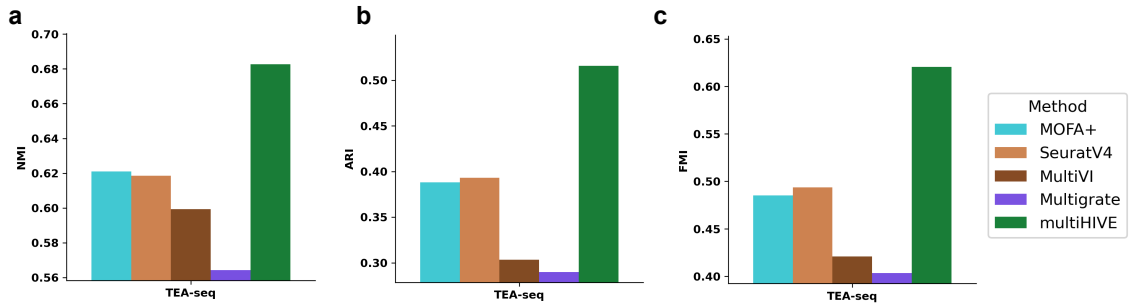 a
b
c
0.70
0.68
0.66
0.64
0.62
0.60
0.58
0.56
NMI
TEA-seq
0.50
0.45
0.40
0.35
0.30
ARI
TEA-seq
0.65
0.60
0.55
0.50
0.45
0.40
FMI
TEA-seq
Method
MOFA+
SeuratV4
MultiVI
Multigrate
multiHIVE